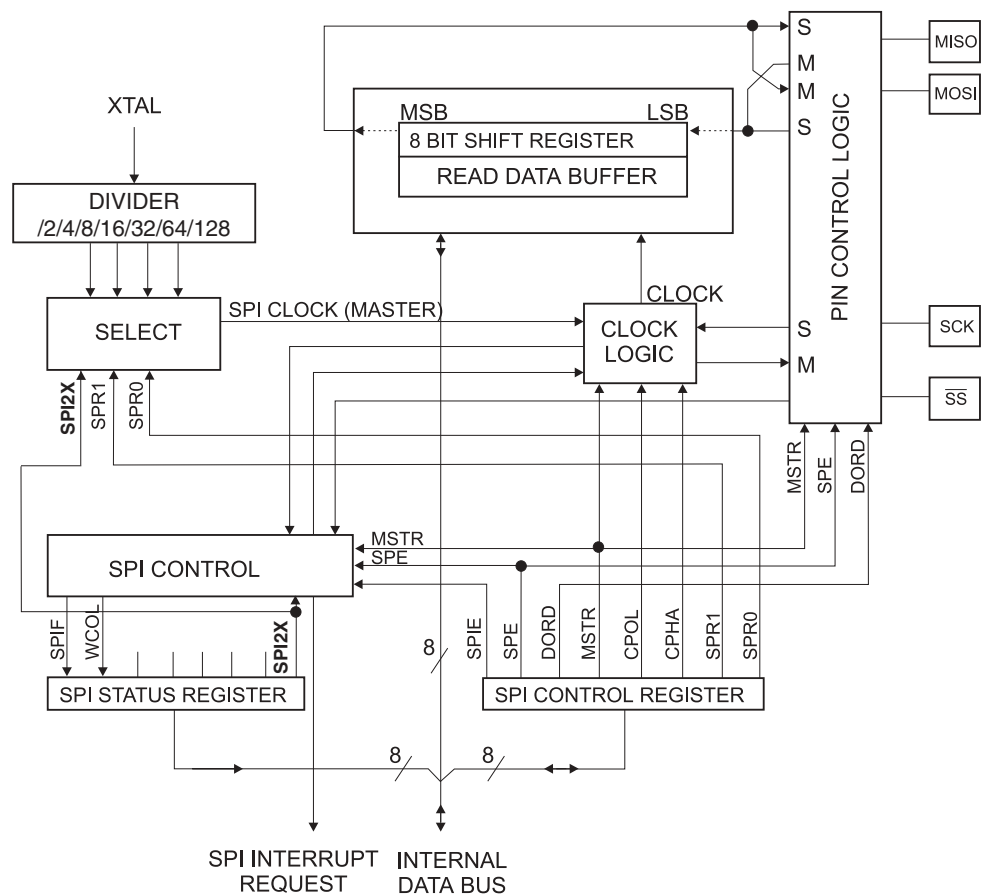 S
MISO
M
M
MOSI
XTAL
MSB
LSB
S
8 BIT SHIFT REGISTER
READ DATA BUFFER
PIN CONTROL LOGIC
DIVIDER
/2/4/8/16/32/64/128
SPI CLOCK (MASTER)
CLOCK
SELECT
CLOCK
LOGIC
S
M
SCK
SS
SPI2X
SPR1
SPR0
MSTR
SPE
DORD
MSTR
SPE
SPI CONTROL
SPIF
WCOL
SPI2X
SPIE
SPE
DORD
MSTR
CPOL
CPHA
SPR1
SPR0
8
SPI STATUS REGISTER
SPI CONTROL REGISTER
8
8
SPI INTERRUPT
REQUEST
INTERNAL
DATA BUS